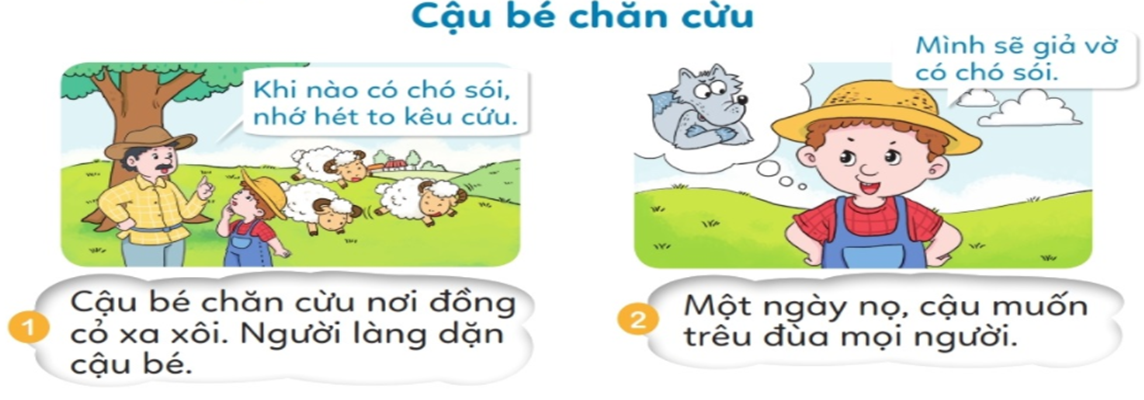 Cậu bé chăn cừu
Khi nào có chó sói,
nhớ hét to kêu cứu.
Mình sẽ giả vờ
có chó sói.
1
Cậu bé chăn cừu nơi đồng
cỏ xa xôi. Người làng dặn
cậu bé.
2
Một ngày nọ, cậu muốn
trêu đùa mọi người.